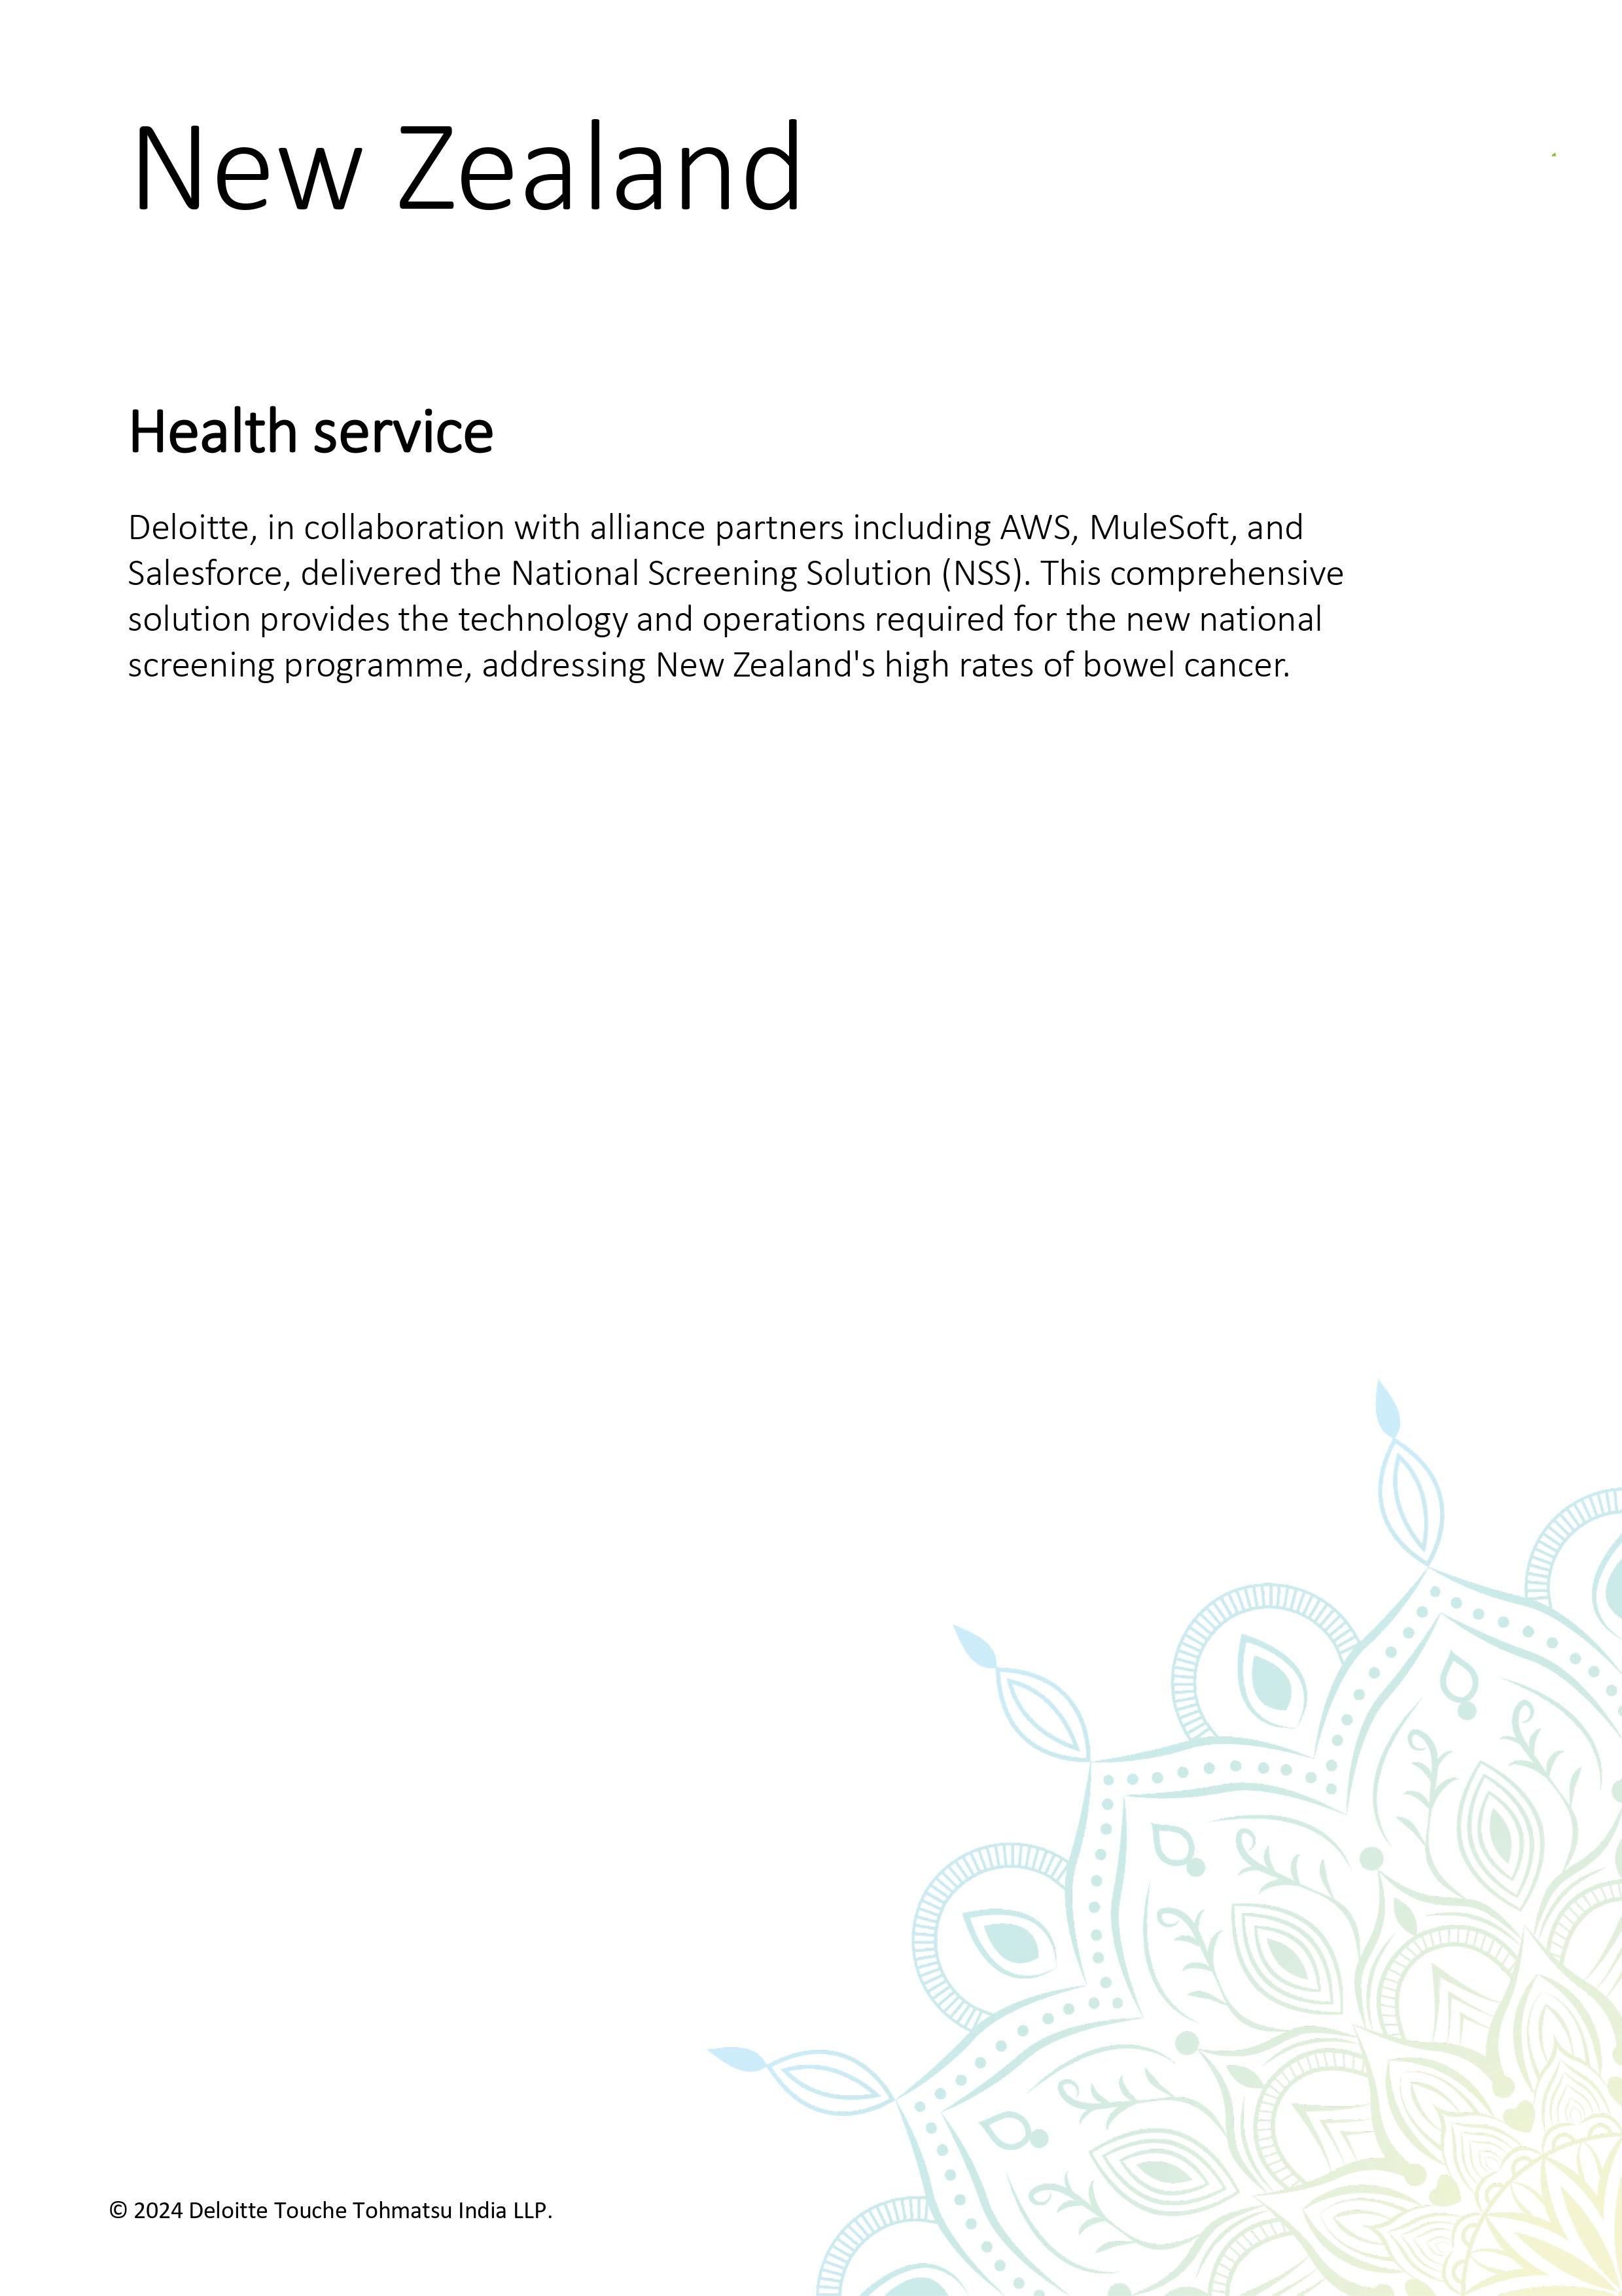 New Zealand
Health service
Deloitte, in collaboration with alliance partners including AWS, MuleSoft, and
Salesforce, delivered the National Screening Solution (NSS). This comprehensive
solution provides the technology and operations required for the new national
screening programme, addressing New Zealand's high rates of bowel cancer.
© 2024 Deloitte Touche Tohmatsu India LLP.